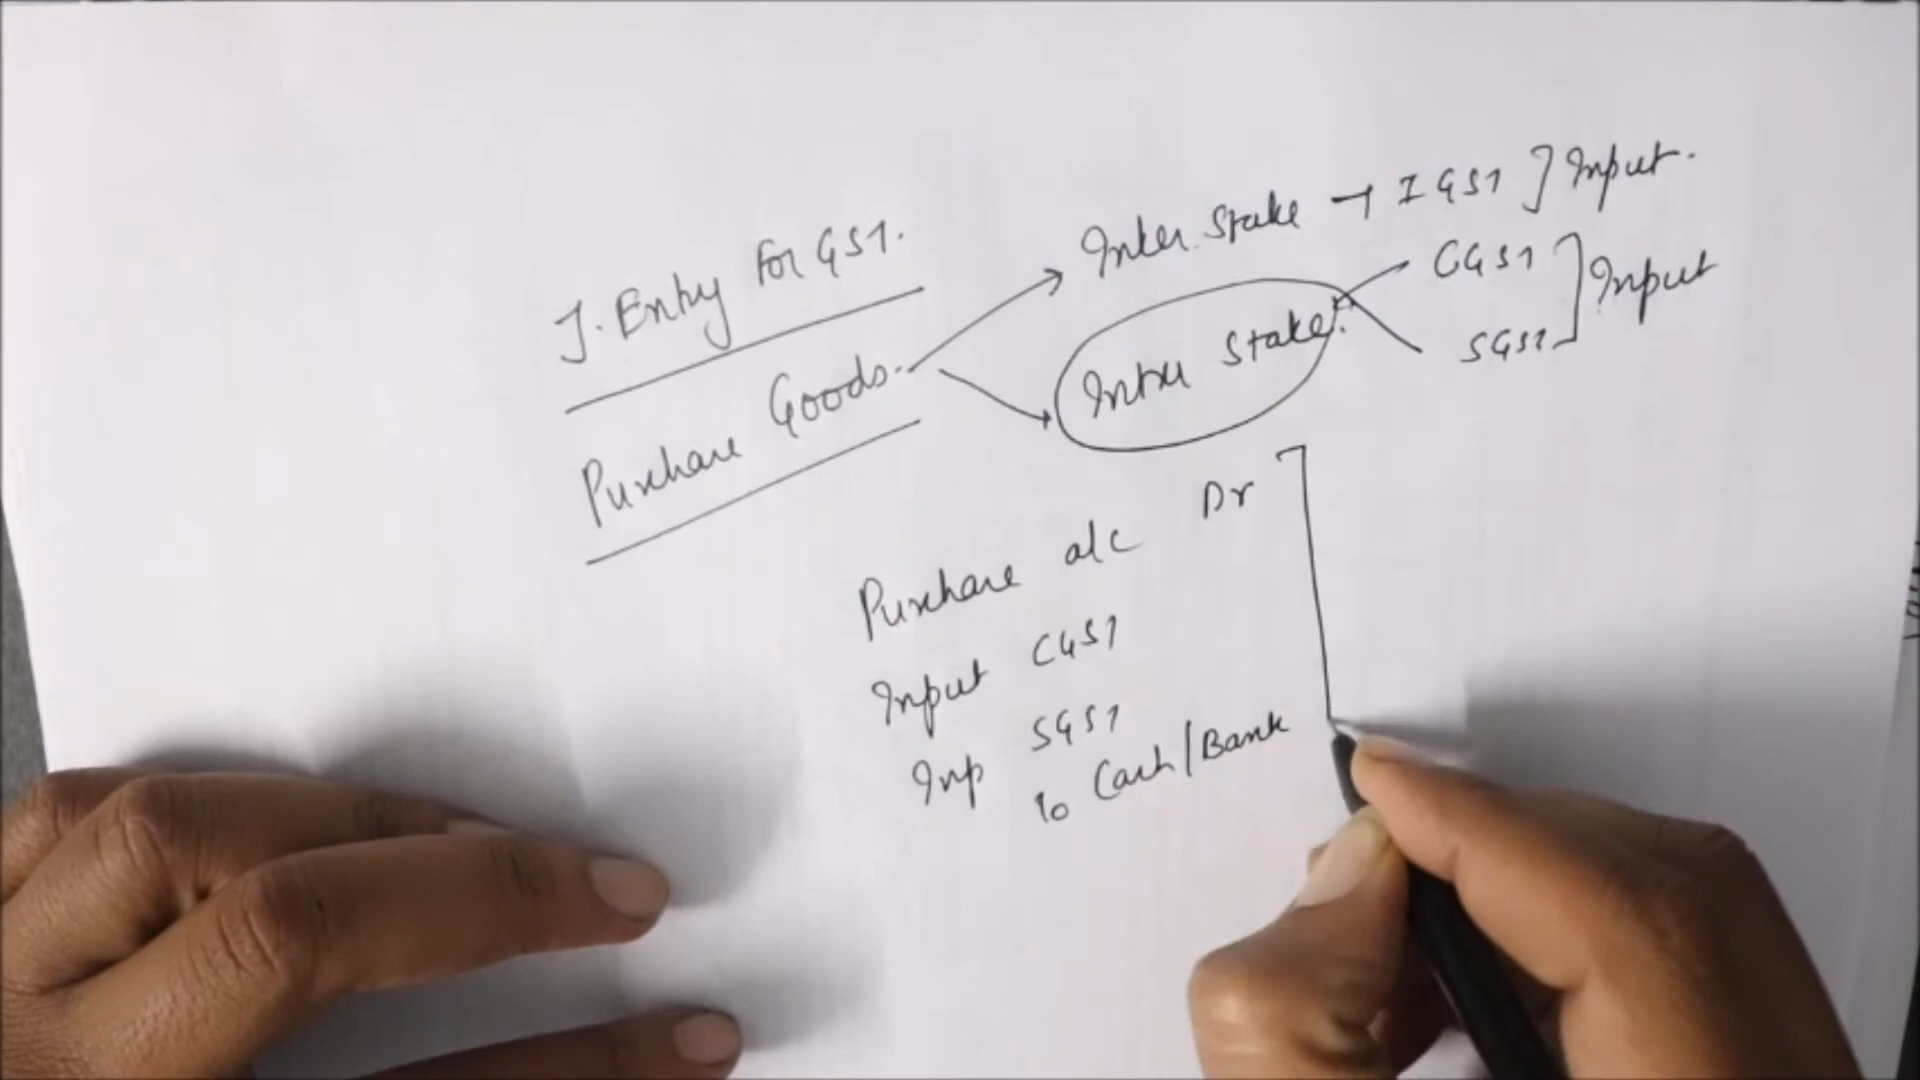 J. Entry For GST.
Purchase Goods.
Inter State → IGST ] Input.
Intra State.
CGST
SGST ] Input
Purchase a/c Dr
Input CGST
Inp SGST
To Cash/Bank